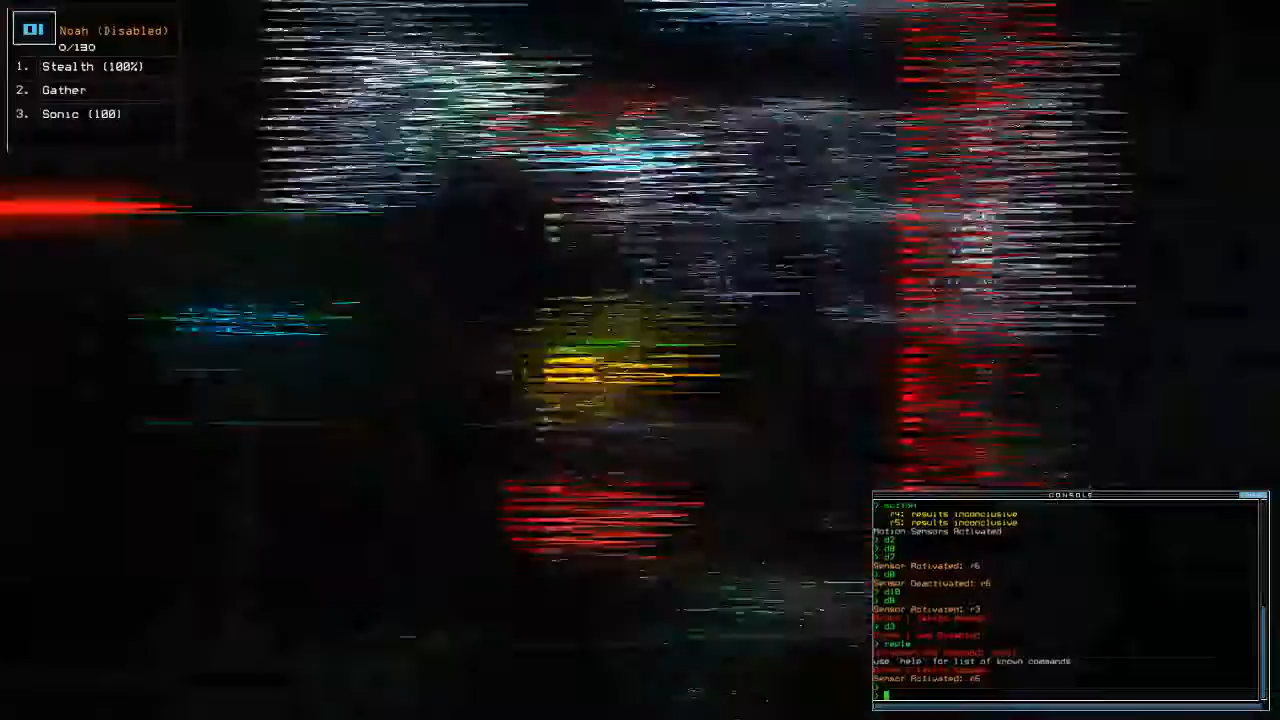 Noah (Disabled)
0/130
1. Stealth (100%)
2. Gather
3. Sonic (100)
CONSOLE
> motion
r4: results inconclusive
r5: results inconclusive
Motion Sensors Activated
> d2
> d8
> d7
Sensor Activated: r6
> d8
Sensor Deactivated: r6
> d10
> d8
Sensor Activated: r3
> d3
use 'help' for list of known commands
Sensor Activated: r6
>
>